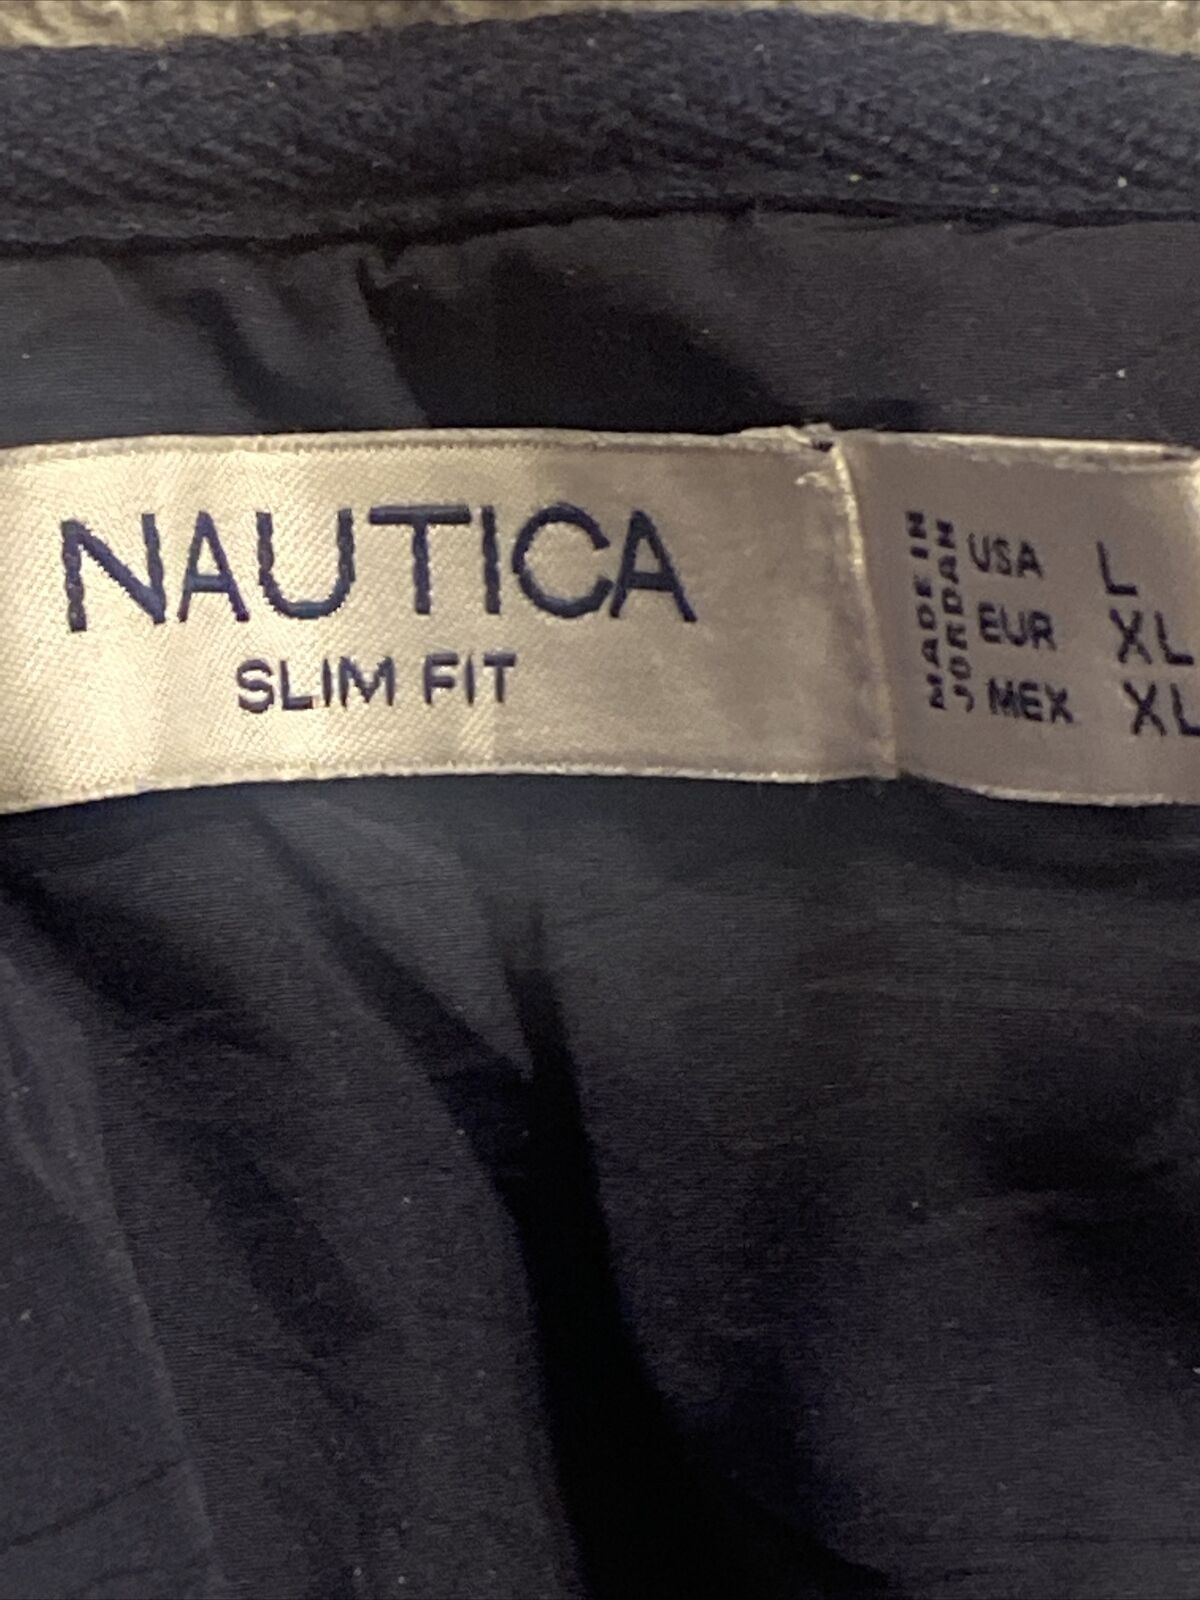 NAUTICA
SLIM FIT
MADE IN
JORDAN
USA L
EUR XL
MEX XL